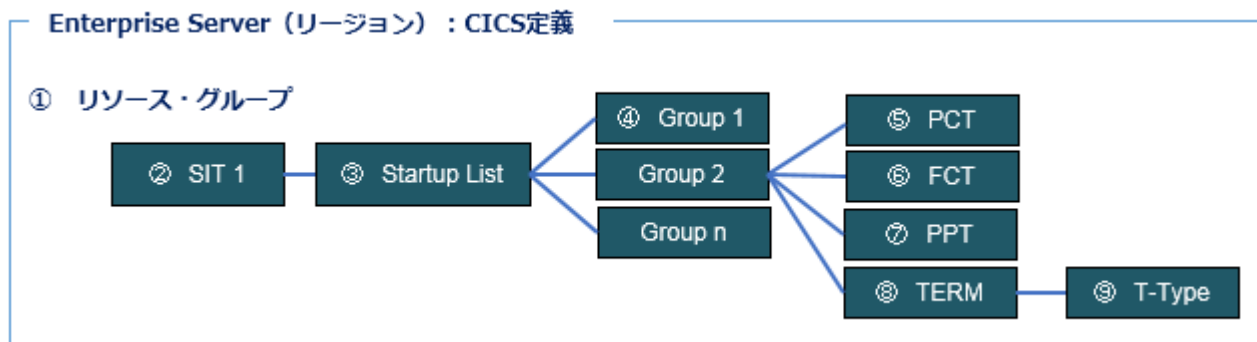 Enterprise Server（リージョン）：CICS定義
① リソース・グループ
② SIT 1
③ Startup List
④ Group 1
Group 2
Group n
⑤ PCT
⑥ FCT
⑦ PPT
⑧ TERM
⑨ T-Type